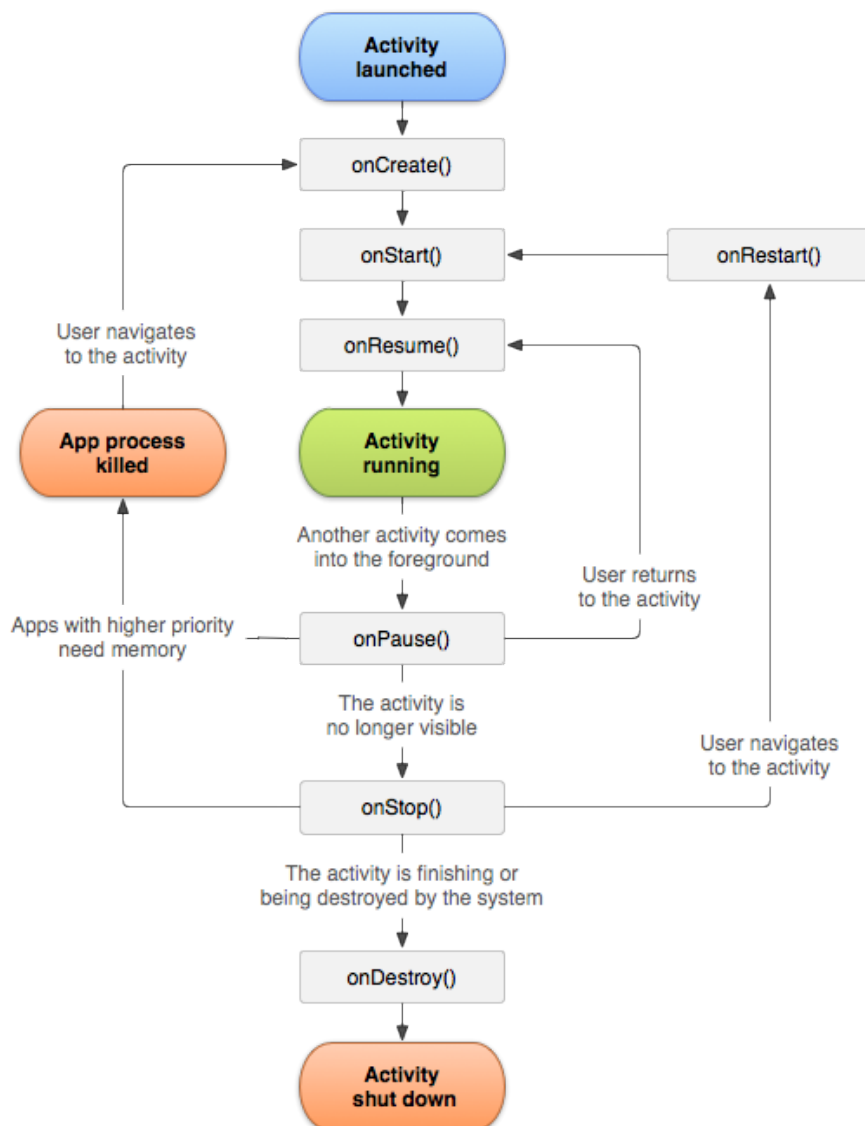 Activity
launched
onCreate()
onStart()
onRestart()
User navigates
to the activity
onResume()
App process
killed
Activity
running
Another activity comes
into the foreground
User returns
to the activity
Apps with higher priority
need memory
onPause()
The activity is
no longer visible
User navigates
to the activity
onStop()
The activity is finishing or
being destroyed by the system
onDestroy()
Activity
shut down